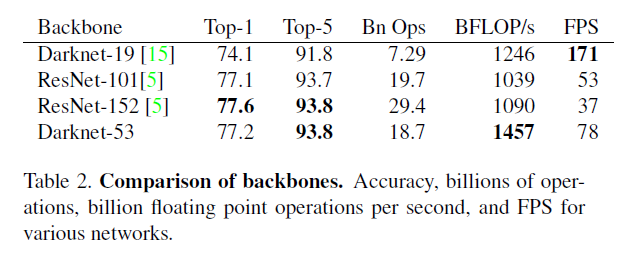 Backbone Top-1 Top-5 Bn Ops BFLOP/s FPS
Darknet-19 [15] 74.1 91.8 7.29 1246 171
ResNet-101[5] 77.1 93.7 19.7 1039 53
ResNet-152 [5] 77.6 93.8 29.4 1090 37
Darknet-53 77.2 93.8 18.7 1457 78
Table 2. Comparison of backbones. Accuracy, billions of oper-
ations, billion floating point operations per second, and FPS for
various networks.